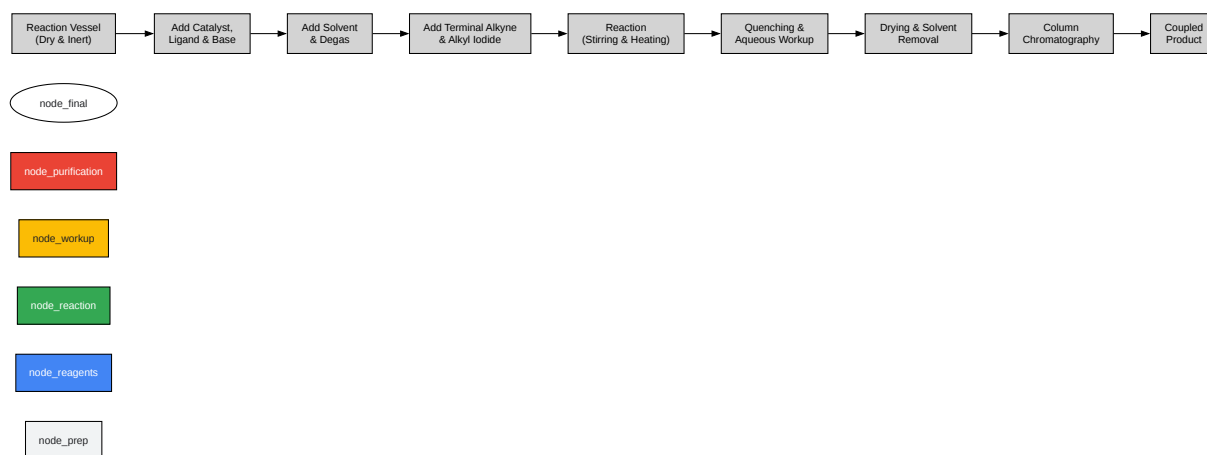 Reaction Vessel
(Dry & Inert)
Add Catalyst,
Ligand & Base
Add Solvent
& Degas
Add Terminal Alkyne
& Alkyl Iodide
Reaction
(Stirring & Heating)
Quenching &
Aqueous Workup
Drying & Solvent
Removal
Column
Chromatography
Coupled
Product
node_final
node_purification
node_workup
node_reaction
node_reagents
node_prep